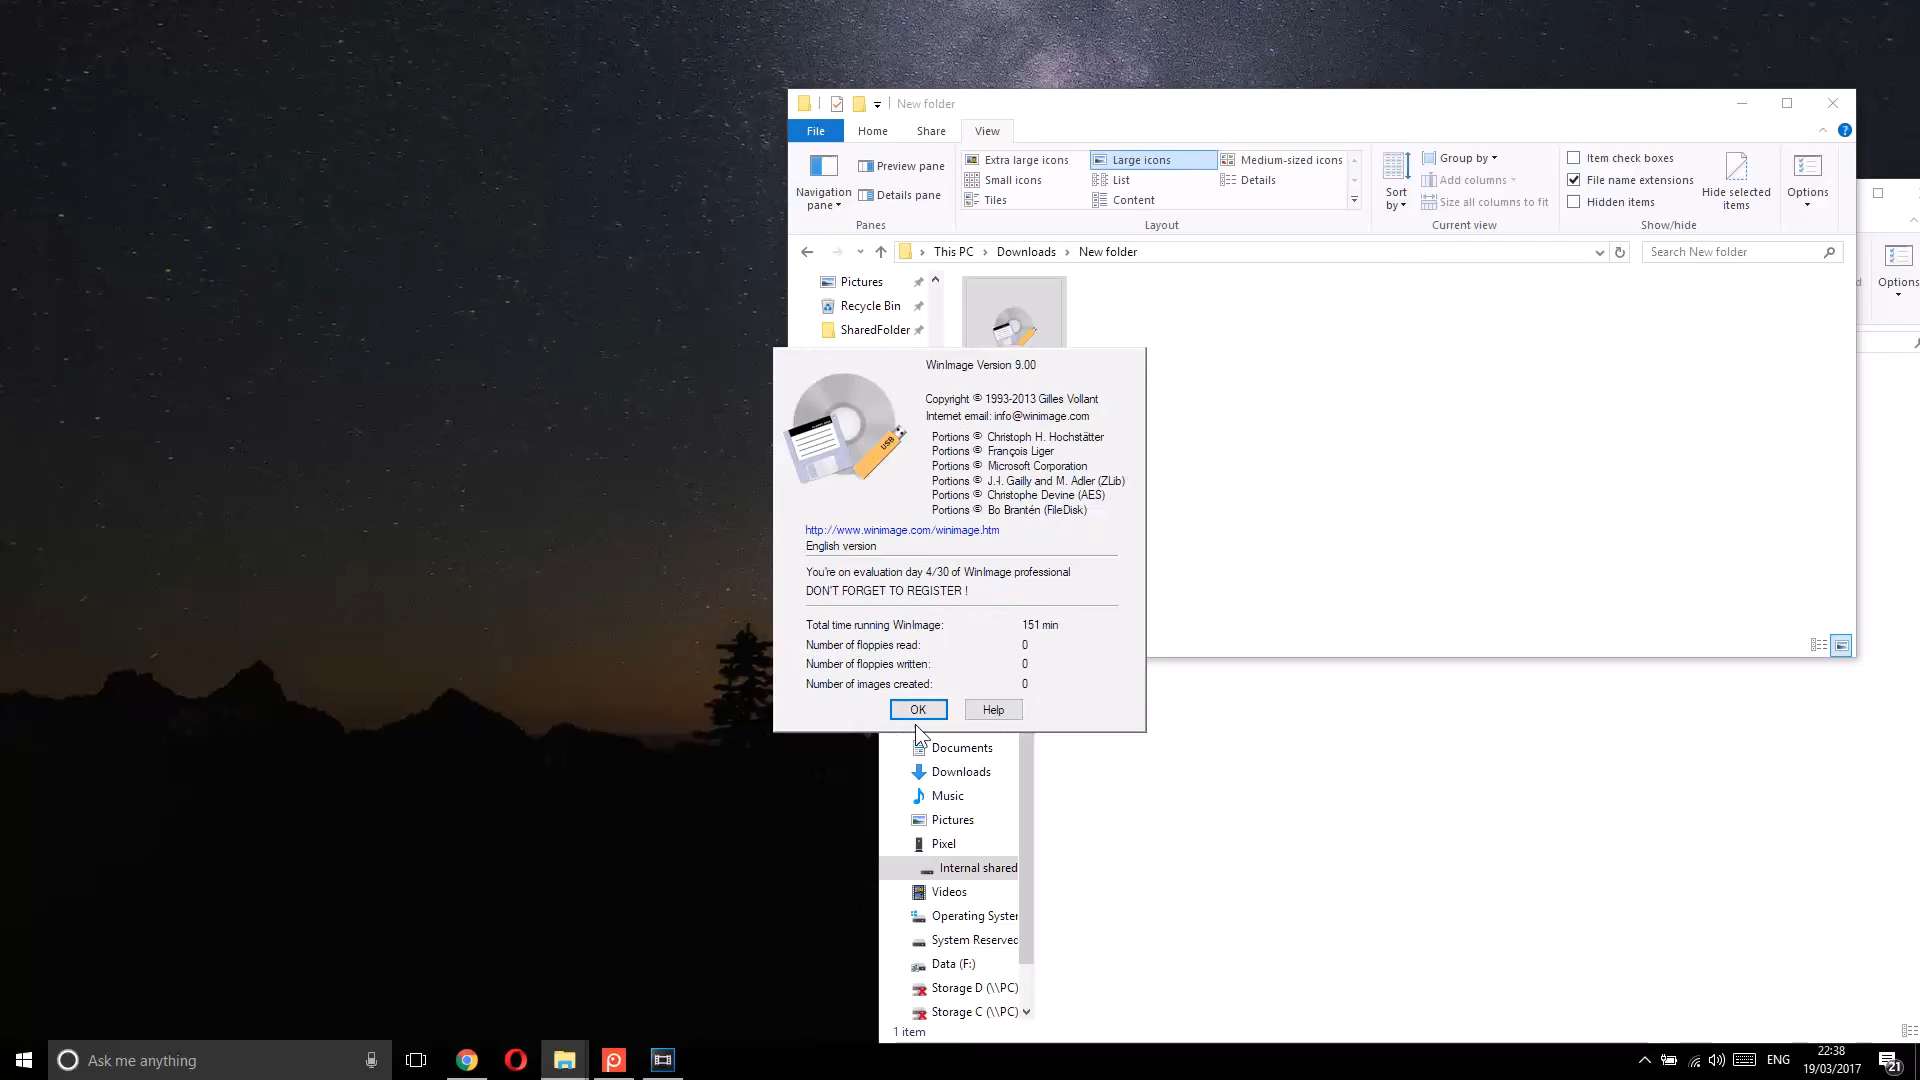 New folder
File Home Share View
Navigation pane
Preview pane
Details pane
Panes
Extra large icons Large icons Medium-sized icons
Small icons List Details
Tiles Content
Layout
Sort by
Group by
Add columns
Size all columns to fit
Current view
Item check boxes
File name extensions
Hidden items
Hide selected items
Show/hide
Options
Options
This PC Downloads New folder
Search New folder
Pictures
Recycle Bin
SharedFolder
USB
WinImage Version 9.00
Copyright © 1993-2013 Gilles Vollant
Internet email: info@winimage.com
Portions © Christoph H. Hochstätter
Portions © François Liger
Portions © Microsoft Corporation
Portions © J.-l. Gailly and M. Adler (ZLib)
Portions © Christophe Devine (AES)
Portions © Bo Brantén (FileDisk)
http://www.winimage.com/winimage.htm
English version
You're on evaluation day 4/30 of WinImage professional
DON'T FORGET TO REGISTER !
Total time running WinImage: 151 min
Number of floppies read: 0
Number of floppies written: 0
Number of images created: 0
OK Help
Documents
Downloads
Music
Pictures
Pixel
Internal shared
Videos
Operating Syste
System Reserved
Data (F:)
Storage D (\\PC)
Storage C (\\PC)
1 item
Ask me anything
ENG
22:38
19/03/2017
21